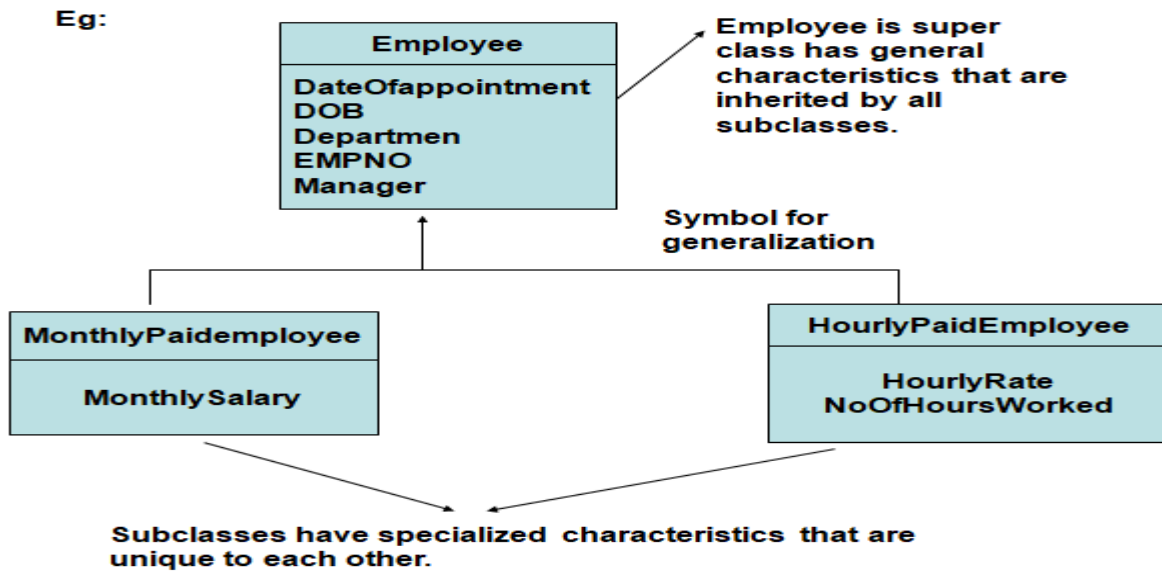 Eg:
Employee
DateOfappointment
DOB
Departmen
EMPNO
Manager
Employee is super
class has general
characteristics that are
inherited by all
subclasses.
Symbol for
generalization
MonthlyPaidemployee
MonthlySalary
HourlyPaidEmployee
HourlyRate
NoOfHoursWorked
Subclasses have specialized characteristics that are
unique to each other.